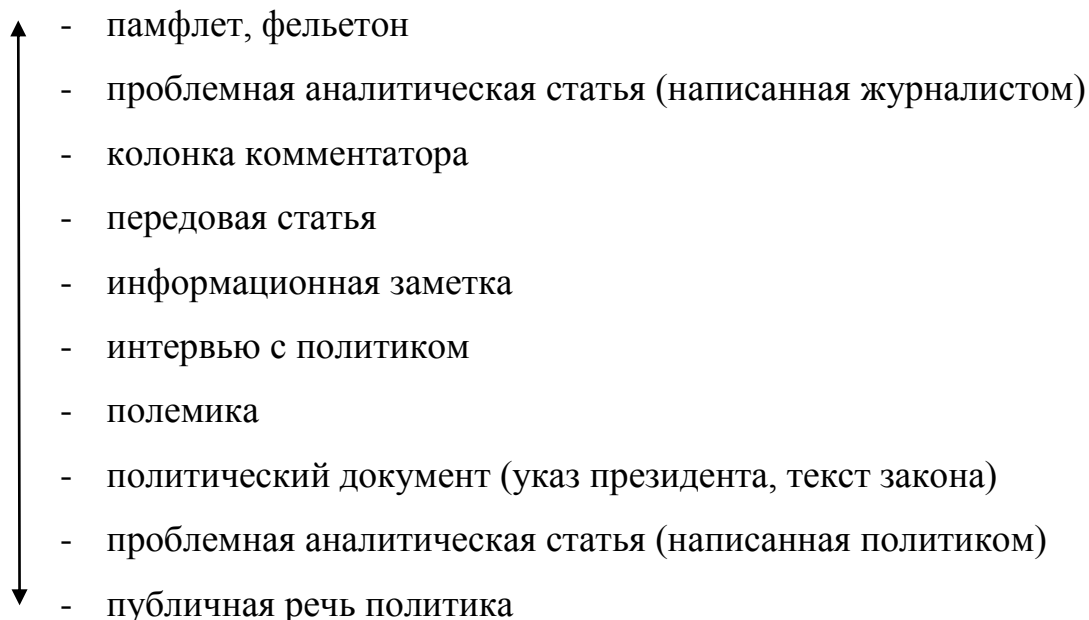 - памфлет, фельетон
- проблемная аналитическая статья (написанная журналистом)
- колонка комментатора
- передовая статья
- информационная заметка
- интервью с политиком
- полемика
- политический документ (указ президента, текст закона)
- проблемная аналитическая статья (написанная политиком)
- публичная речь политика